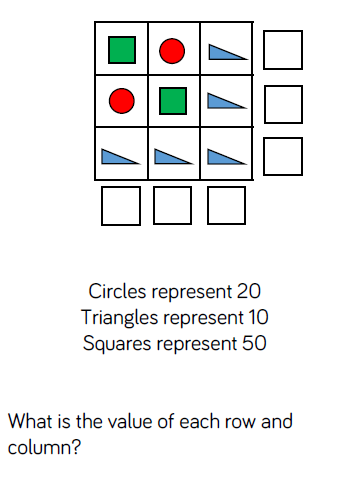 Circles represent 20
Triangles represent 10
Squares represent 50
What is the value of each row and
column?